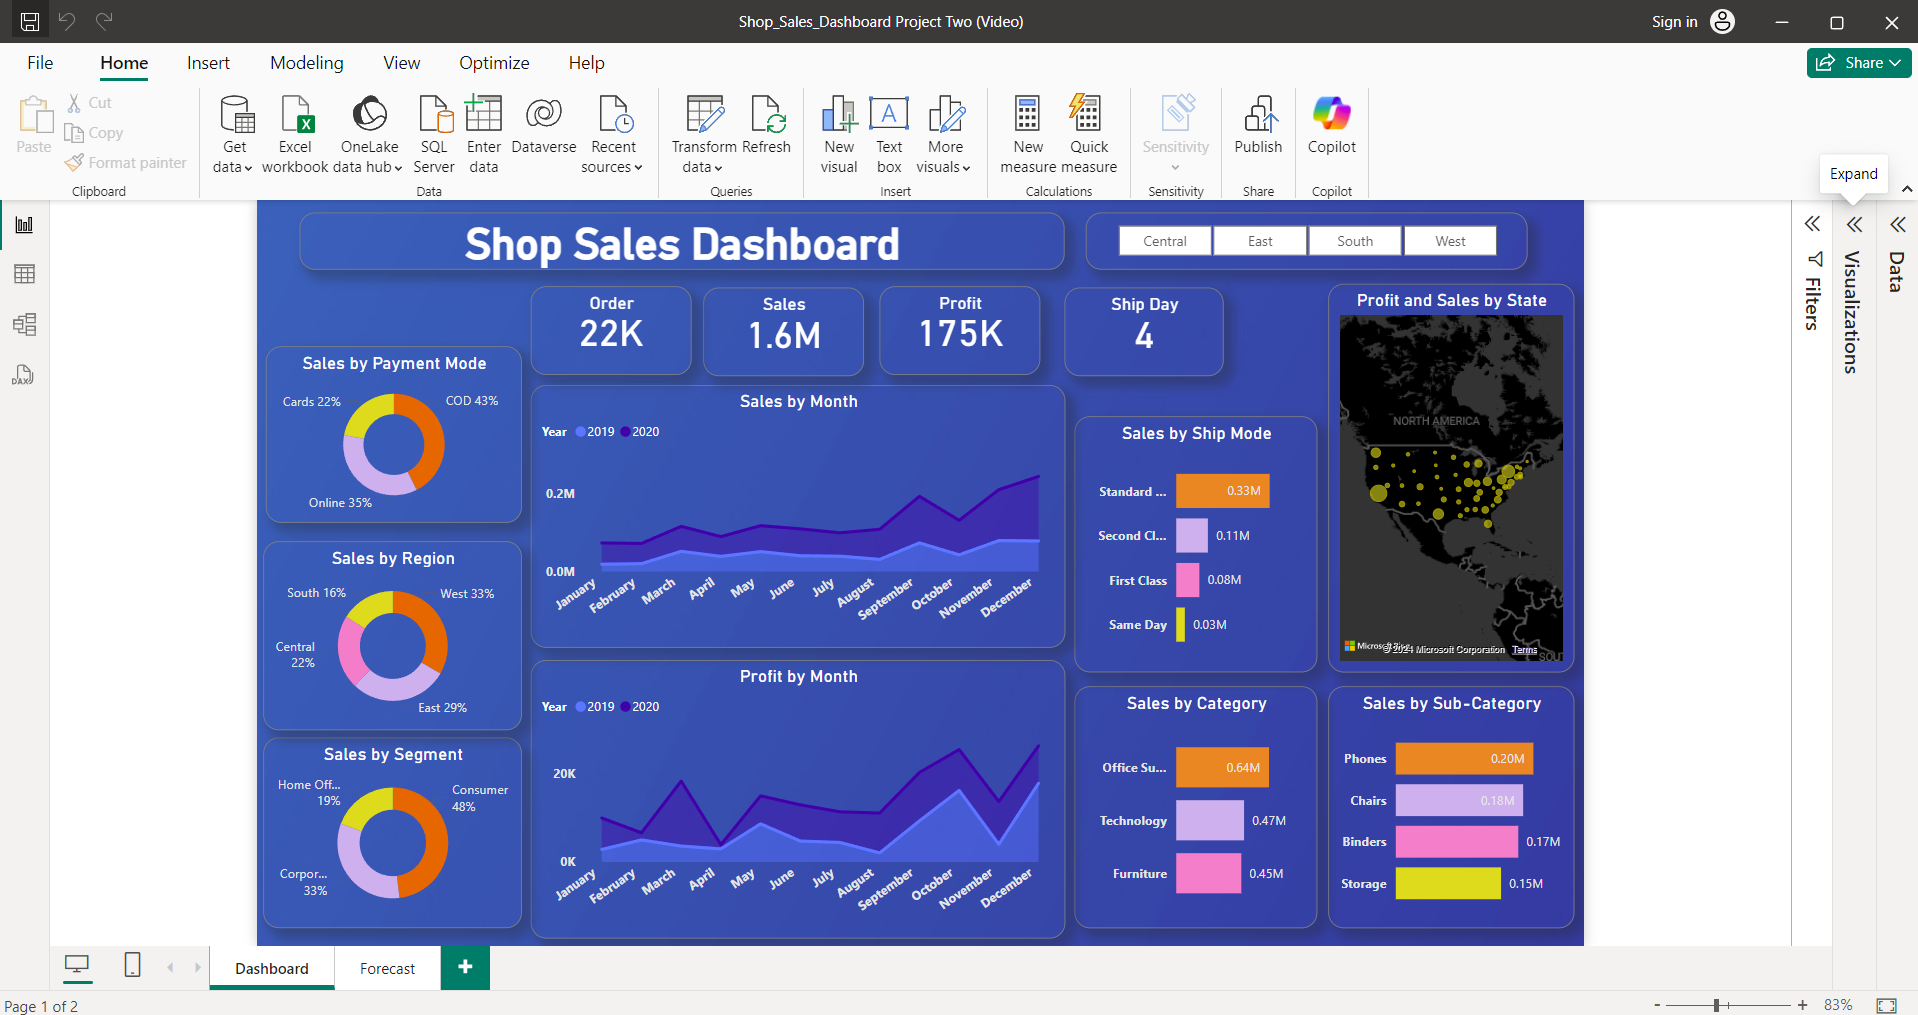 Shop_Sales_Dashboard Project Two (Video)
Sign in
File Home Insert Modeling View Optimize Help
Share
Paste
Cut
Copy
Format painter
Clipboard
Get data
Excel workbook
OneLake data hub
SQL Server
Enter data
Dataverse
Recent sources
Data
Transform data
Refresh
Queries
New visual
Text box
More visuals
Insert
New measure
Quick measure
Calculations
Sensitivity
Sensitivity
Publish
Share
Copilot
Copilot
Expand
DAX
Shop Sales Dashboard
Central East South West
Order
22K
Sales
1.6M
Profit
175K
Ship Day
4
Sales by Payment Mode
Cards 22%
COD 43%
Online 35%
Sales by Region
South 16%
West 33%
Central
22%
East 29%
Sales by Segment
Home Off...
19%
Consumer
48%
Corpor...
33%
Sales by Month
Year 2019 2020
0.2M
0.0M
January February March April May June July August September October November December
Profit by Month
Year 2019 2020
20K
0K
January February March April May June July August September October November December
Sales by Ship Mode
Standard ... 0.33M
Second Cl... 0.11M
First Class 0.08M
Same Day 0.03M
Sales by Category
Office Su... 0.64M
Technology 0.47M
Furniture 0.45M
Profit and Sales by State
NORTH AMERICA
© 2024 Microsoft Corporation Terms
Sales by Sub-Category
Phones 0.20M
Chairs 0.18M
Binders 0.17M
Storage 0.15M
Filters
Visualizations
Data
Dashboard Forecast +
Page 1 of 2
- + 83%